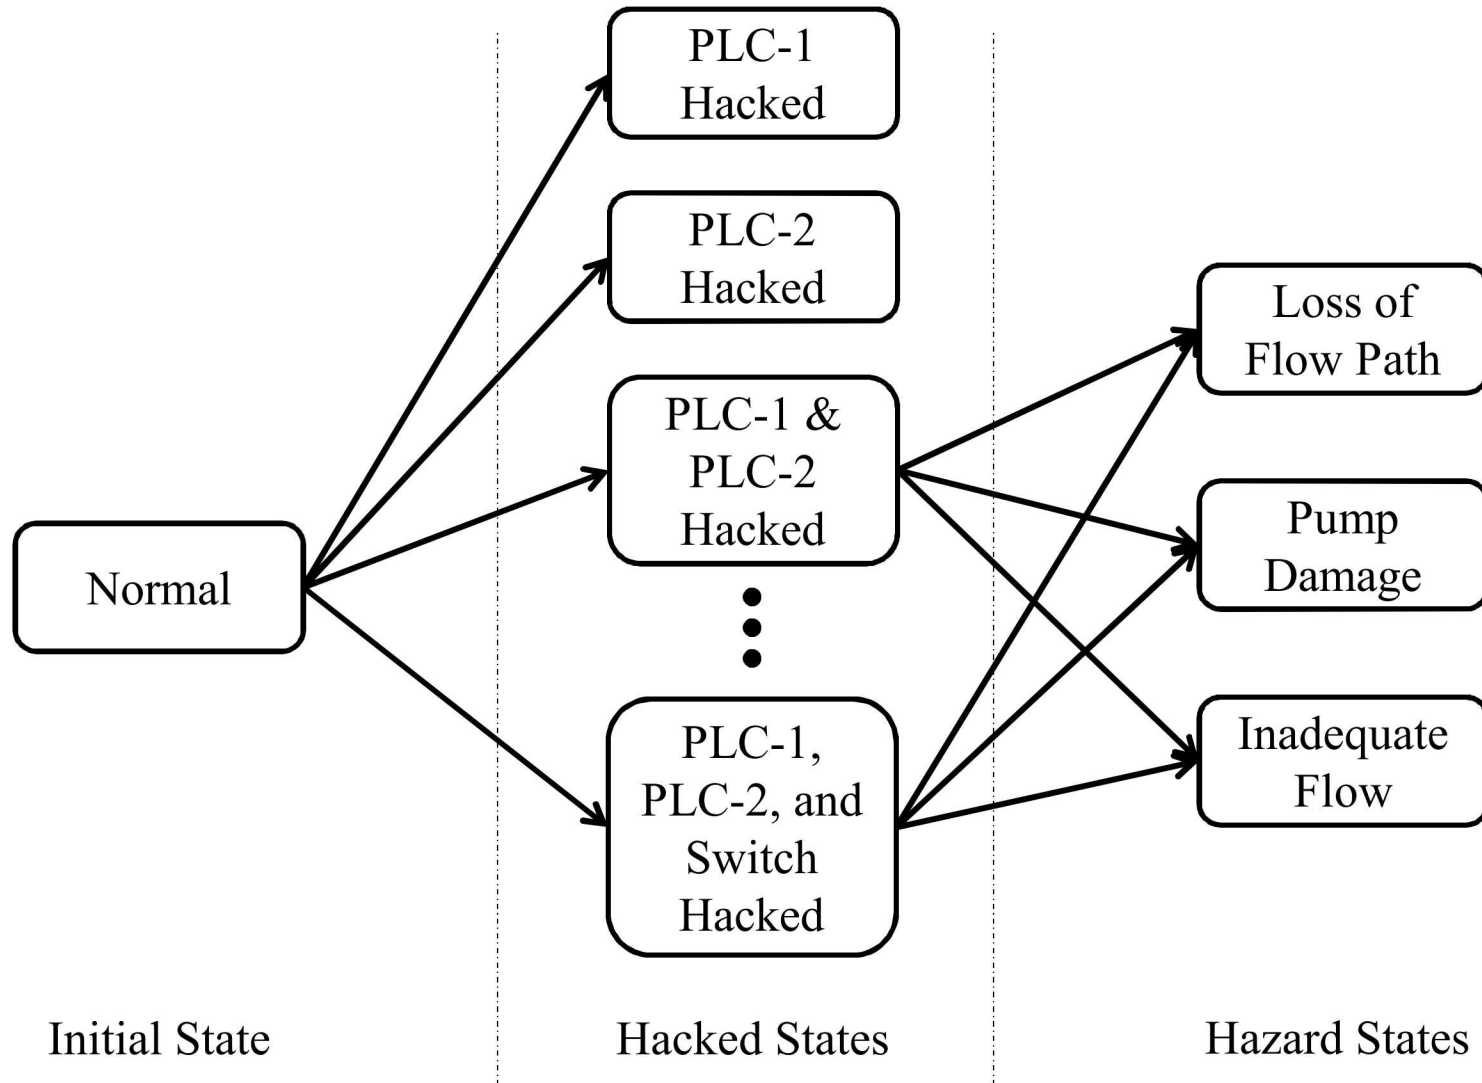 PLC-1
Hacked
PLC-2
Hacked
PLC-1 &
PLC-2
Hacked
PLC-1,
PLC-2, and
Switch
Hacked
Normal
Loss of
Flow Path
Pump
Damage
Inadequate
Flow
Initial State
Hacked States
Hazard States